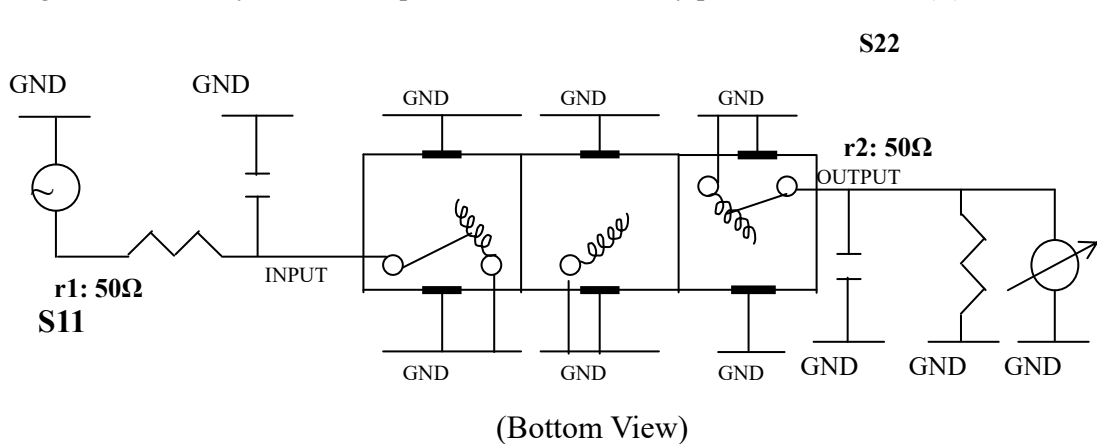 S22
GND GND GND GND GND
r2: 50Ω
OUTPUT
INPUT
r1: 50Ω
S11
GND GND GND GND GND GND
(Bottom View)